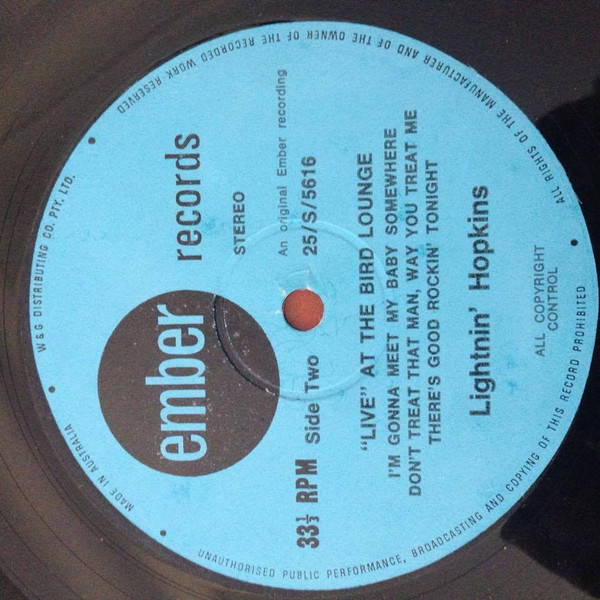 ember records
STEREO
An original Ember recording
33⅓ RPM Side Two 25/S/5616
"LIVE" AT THE BIRD LOUNGE
I'M GONNA MEET MY BABY SOMEWHERE
DON'T TREAT THAT MAN, WAY YOU TREAT ME
THERE'S GOOD ROCKIN' TONIGHT
Lightnin' Hopkins
ALL COPYRIGHT
CONTROL
MADE IN AUSTRALIA • W&G DISTRIBUTING CO. PTY. LTD. •
ALL RIGHTS OF THE MANUFACTURER AND OF THE OWNER OF THE RECORDED WORK RESERVED
UNAUTHORISED PUBLIC PERFORMANCE, BROADCASTING AND COPYING OF THIS RECORD PROHIBITED